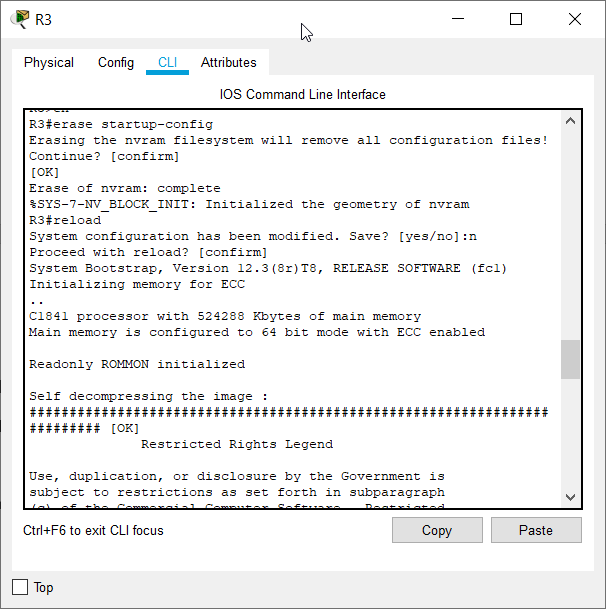 R3
Physical Config CLI Attributes
IOS Command Line Interface
R3#erase startup-config
Erasing the nvram filesystem will remove all configuration files!
Continue? [confirm]
[OK]
Erase of nvram: complete
%SYS-7-NV_BLOCK_INIT: Initialized the geometry of nvram
R3#reload
System configuration has been modified. Save? [yes/no]:n
Proceed with reload? [confirm]
System Bootstrap, Version 12.3(8r)T8, RELEASE SOFTWARE (fc1)
Initializing memory for ECC
..
C1841 processor with 524288 Kbytes of main memory
Main memory is configured to 64 bit mode with ECC enabled
Readonly ROMMON initialized
Self decompressing the image :
#################################################################
######### [OK]
Restricted Rights Legend
Use, duplication, or disclosure by the Government is
subject to restrictions as set forth in subparagraph
(c) of the Commercial Computer Software - Restricted
Ctrl+F6 to exit CLI focus
Copy Paste
Top